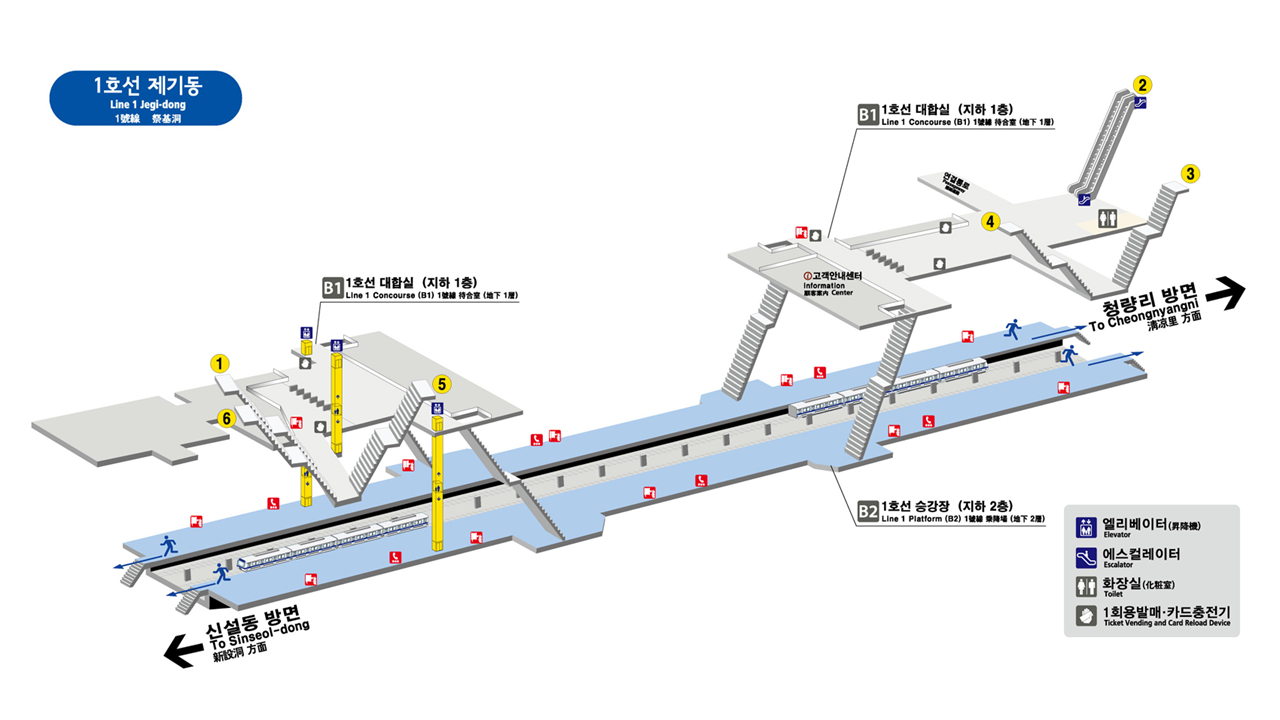 1호선 제기동
Line 1 Jegi-dong
1號線 祭基洞
2
B1
1호선 대합실 (지하 1층)
Line 1 Concourse (B1) 1號線 待合室 (地下 1層)
3
연결통로
4
고객안내센터
Information
顧客案內 Center
청량리 방면
To Cheongnyangni
淸凉里 方面
B1
1호선 대합실 (지하 1층)
Line 1 Concourse (B1) 1號線 待合室 (地下 1層)
1
5
6
B2
1호선 승강장 (지하 2층)
Line 1 Platform (B2) 1號線 乘降場 (地下 2層)
신설동 방면
To Sinseol-dong
新設洞 方面
엘리베이터(昇降機)
Elevator
에스컬레이터
Escalator
화장실(化粧室)
Toilet
1회용발매·카드충전기
Ticket Vending and Card Reload Device